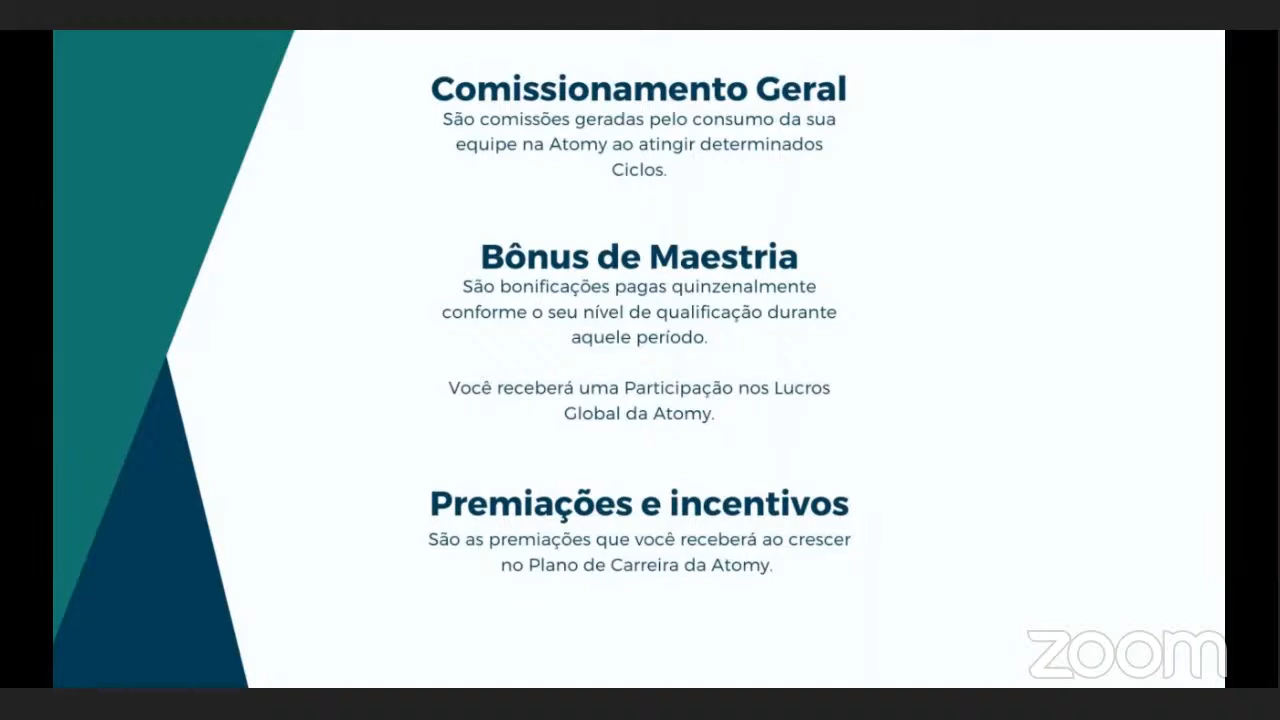 Comissionamento Geral
São comissões geradas pelo consumo da sua
equipe na Atomy ao atingir determinados
Ciclos.
Bônus de Maestria
São bonificações pagas quinzenalmente
conforme o seu nível de qualificação durante
aquele período.
Você receberá uma Participação nos Lucros
Global da Atomy.
Premiações e incentivos
São as premiações que você receberá ao crescer
no Plano de Carreira da Atomy.
zoom